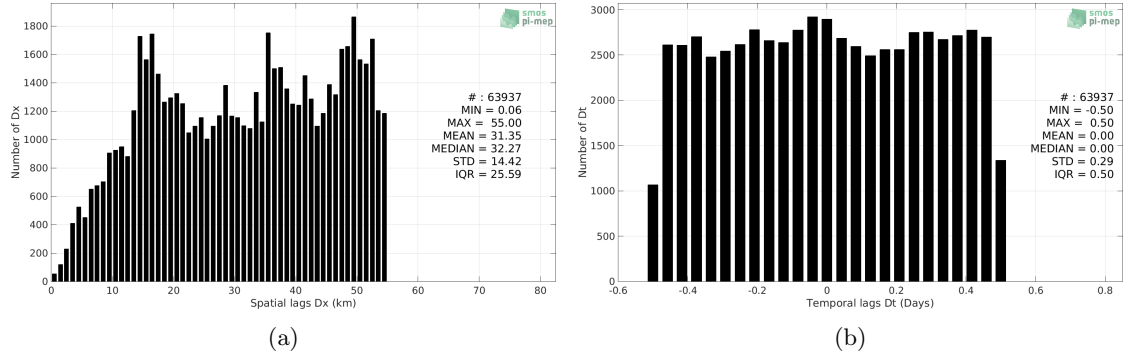 Number of Dx
1800
1600
1400
1200
1000
800
600
400
200
0
0 10 20 30 40 50 60 70 80
Spatial lags Dx (km)
smos
pi-mep
# : 63937
MIN = 0.06
MAX = 55.00
MEAN = 31.35
MEDIAN = 32.27
STD = 14.42
IQR = 25.59
(a)
Number of Dt
3000
2500
2000
1500
1000
500
0
-0.6 -0.4 -0.2 0 0.2 0.4 0.6 0.8
Temporal lags Dt (Days)
smos
pi-mep
# : 63937
MIN = -0.50
MAX = 0.50
MEAN = 0.00
MEDIAN = 0.00
STD = 0.29
IQR = 0.50
(b)